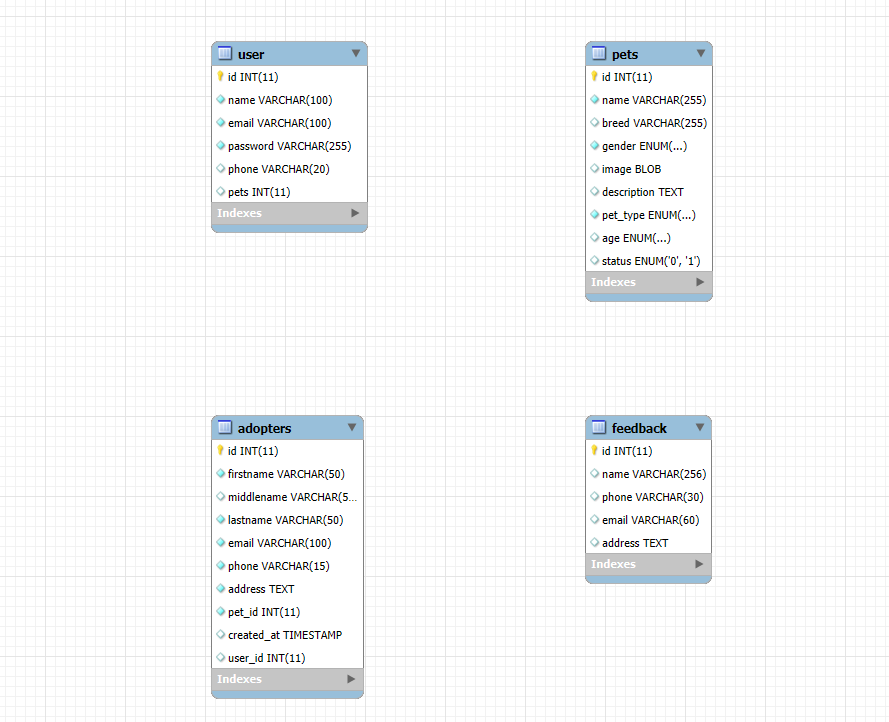 user
id INT(11)
name VARCHAR(100)
email VARCHAR(100)
password VARCHAR(255)
phone VARCHAR(20)
pets INT(11)
Indexes
pets
id INT(11)
name VARCHAR(255)
breed VARCHAR(255)
gender ENUM(...)
image BLOB
description TEXT
pet_type ENUM(...)
age ENUM(...)
status ENUM('0', '1')
Indexes
adopters
id INT(11)
firstname VARCHAR(50)
middlename VARCHAR(5...
lastname VARCHAR(50)
email VARCHAR(100)
phone VARCHAR(15)
address TEXT
pet_id INT(11)
created_at TIMESTAMP
user_id INT(11)
Indexes
feedback
id INT(11)
name VARCHAR(256)
phone VARCHAR(30)
email VARCHAR(60)
address TEXT
Indexes